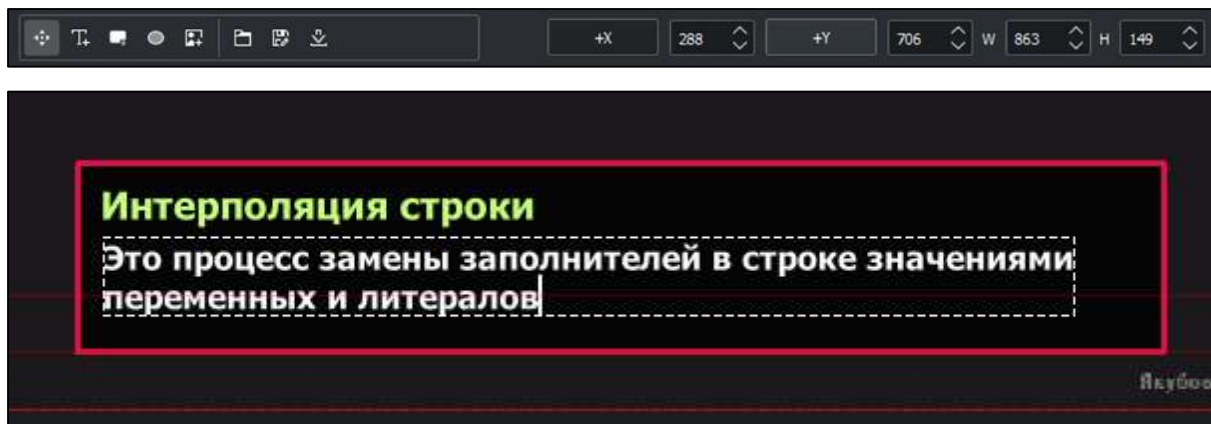 +X 288 +Y 706 W 863 H 149
Интерполяция строки
Это процесс замены заполнителей в строке значениями
переменных и литералов